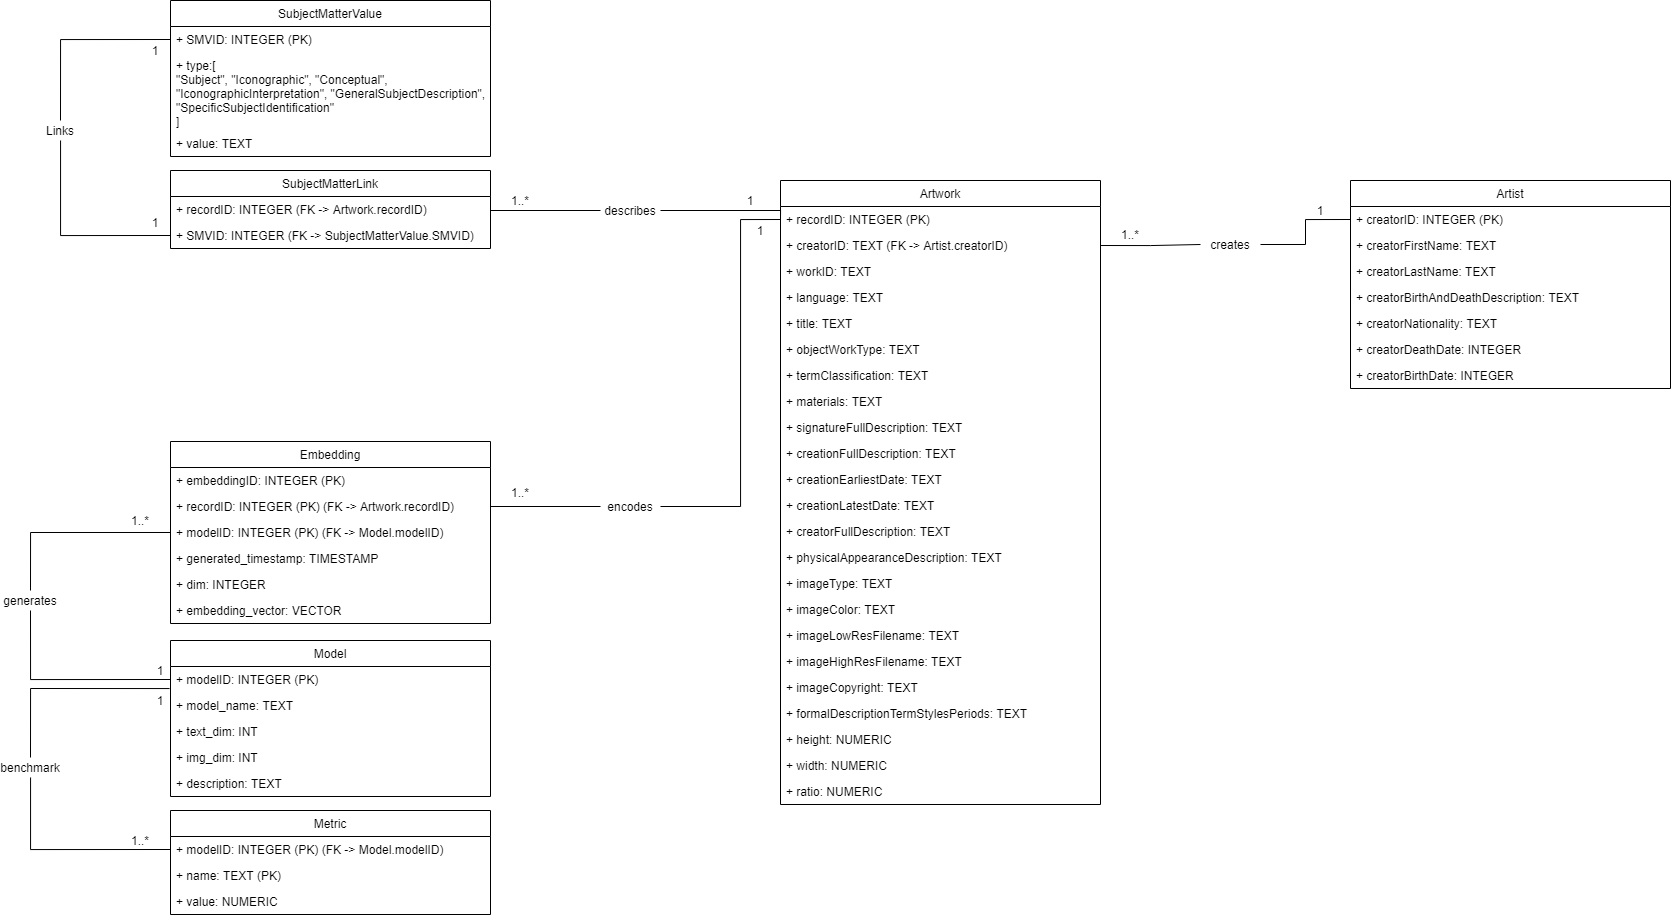 SubjectMatterValue
+ SMVID: INTEGER (PK)
+ type:[
"Subject", "Iconographic", "Conceptual",
"IconographicInterpretation", "GeneralSubjectDescription",
"SpecificSubjectIdentification"
]
+ value: TEXT
1
Links
1
SubjectMatterLink
+ recordID: INTEGER (FK -> Artwork.recordID)
+ SMVID: INTEGER (FK -> SubjectMatterValue.SMVID)
1..*
describes
1
1
Artwork
+ recordID: INTEGER (PK)
+ creatorID: TEXT (FK -> Artist.creatorID)
+ workID: TEXT
+ language: TEXT
+ title: TEXT
+ objectWorkType: TEXT
+ termClassification: TEXT
+ materials: TEXT
+ signatureFullDescription: TEXT
+ creationFullDescription: TEXT
+ creationEarliestDate: TEXT
+ creationLatestDate: TEXT
+ creatorFullDescription: TEXT
+ physicalAppearanceDescription: TEXT
+ imageType: TEXT
+ imageColor: TEXT
+ imageLowResFilename: TEXT
+ imageHighResFilename: TEXT
+ imageCopyright: TEXT
+ formalDescriptionTermStylesPeriods: TEXT
+ height: NUMERIC
+ width: NUMERIC
+ ratio: NUMERIC
1..*
creates
1
Artist
+ creatorID: INTEGER (PK)
+ creatorFirstName: TEXT
+ creatorLastName: TEXT
+ creatorBirthAndDeathDescription: TEXT
+ creatorNationality: TEXT
+ creatorDeathDate: INTEGER
+ creatorBirthDate: INTEGER
Embedding
+ embeddingID: INTEGER (PK)
+ recordID: INTEGER (PK) (FK -> Artwork.recordID)
+ modelID: INTEGER (PK) (FK -> Model.modelID)
+ generated_timestamp: TIMESTAMP
+ dim: INTEGER
+ embedding_vector: VECTOR
1..*
encodes
1..*
generates
1
Model
+ modelID: INTEGER (PK)
+ model_name: TEXT
+ text_dim: INT
+ img_dim: INT
+ description: TEXT
1
benchmark
1..*
Metric
+ modelID: INTEGER (PK) (FK -> Model.modelID)
+ name: TEXT (PK)
+ value: NUMERIC